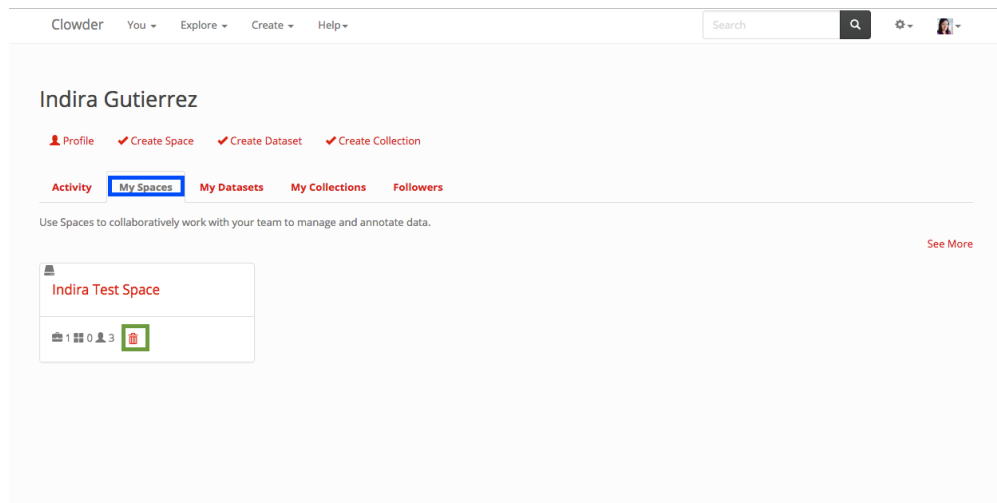 Clowder You Explore Create Help Search
Indira Gutierrez
Profile Create Space Create Dataset Create Collection
Activity My Spaces My Datasets My Collections Followers
Use Spaces to collaboratively work with your team to manage and annotate data.
See More
Indira Test Space
1 0 3